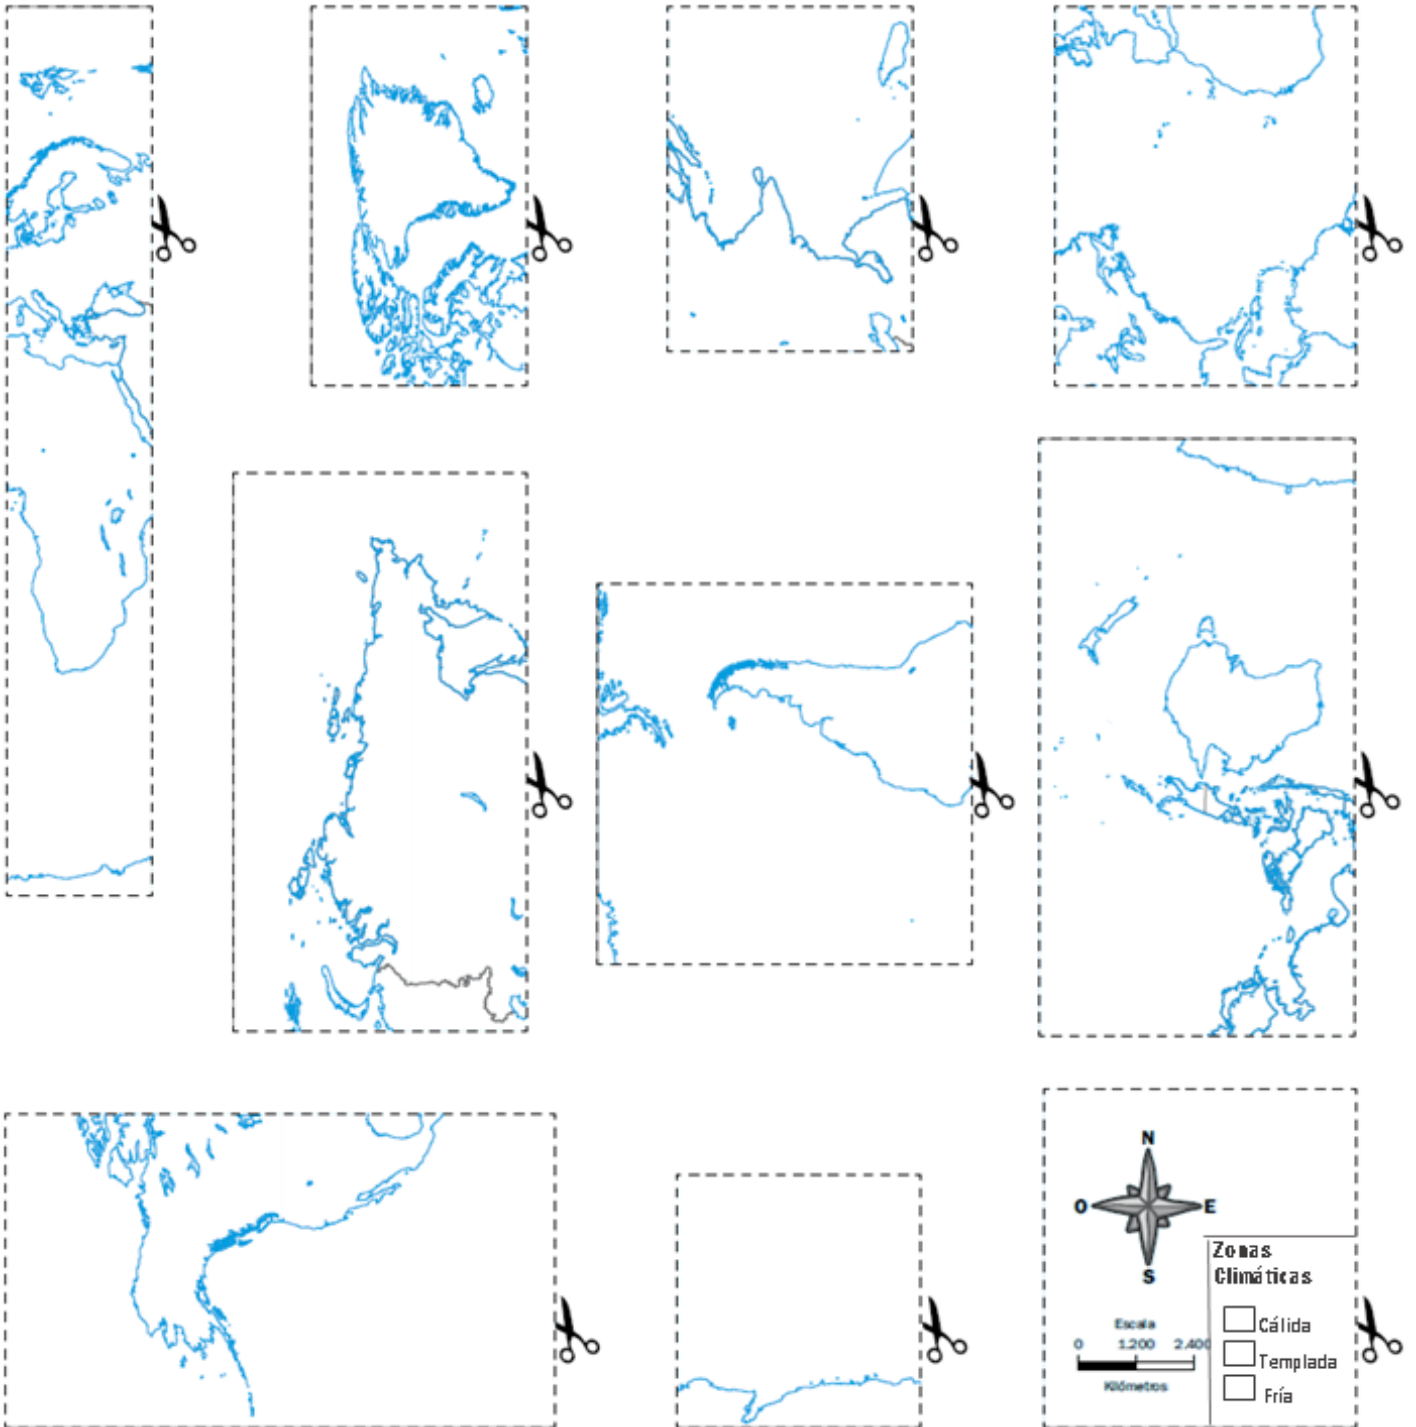 N
O E
S
Escala
0 1.200 2.400
Kilómetros
Zonas
Climáticas
Cálida
Templada
Fría